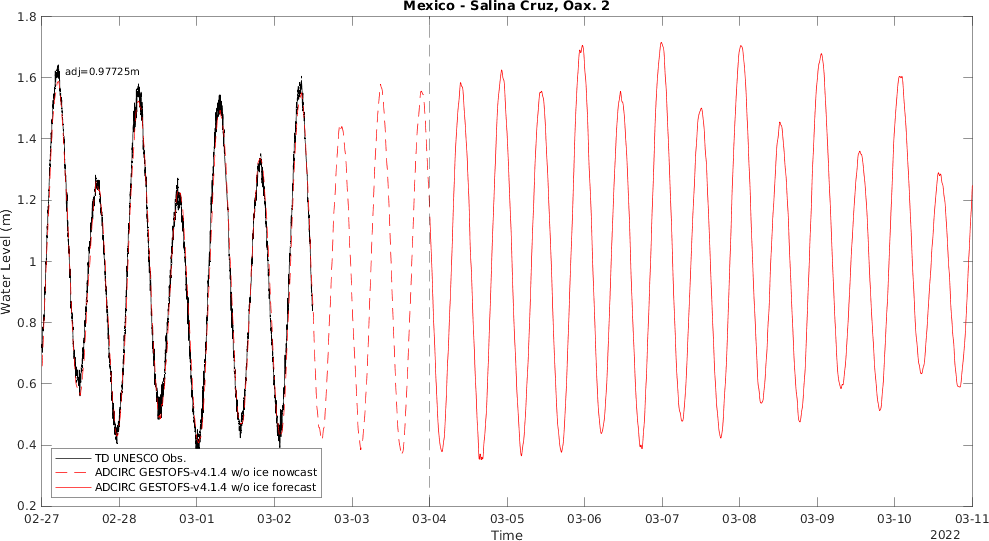 Mexico - Salina Cruz, Oax. 2
1.8
1.6
1.4
1.2
1
0.8
0.6
0.4
0.2
Water Level (m)
adj=0.97725m
TD UNESCO Obs.
ADCIRC GESTOFS-v4.1.4 w/o ice nowcast
ADCIRC GESTOFS-v4.1.4 w/o ice forecast
02-27 02-28 03-01 03-02 03-03 03-04 03-05 03-06 03-07 03-08 03-09 03-10 03-11
Time
2022